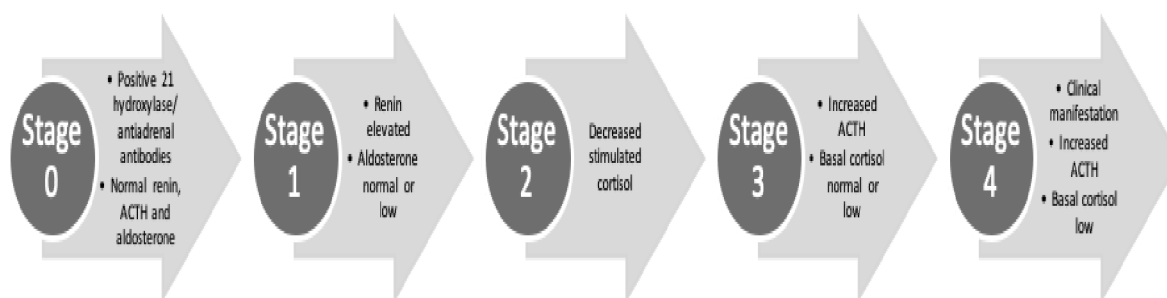 Stage
0
• Positive 21
hydroxylase/
antiadrenal
antibodies
• Normal renin,
ACTH and
aldosterone
Stage
1
• Renin
elevated
• Aldosterone
normal or
low
Stage
2
Decreased
stimulated
cortisol
Stage
3
• Increased
ACTH
• Basal cortisol
normal or
low
Stage
4
• Clinical
manifestation
• Increased
ACTH
• Basal cortisol
low